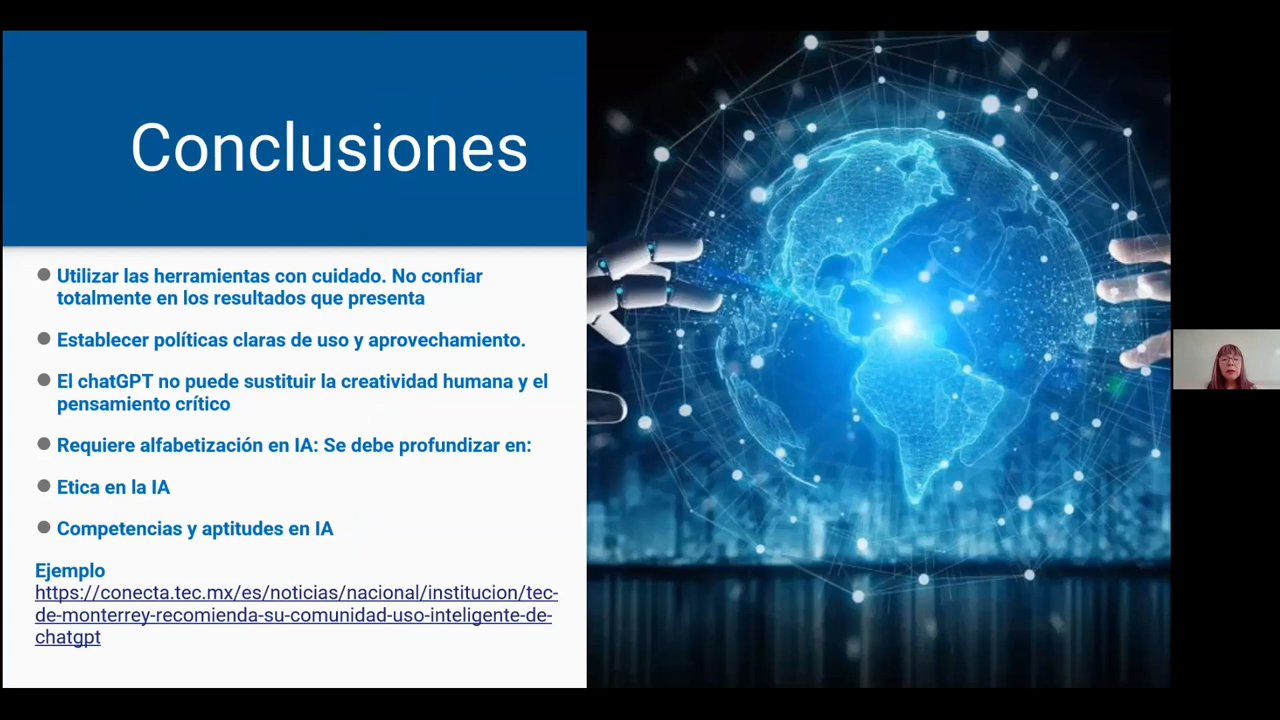 Conclusiones
Utilizar las herramientas con cuidado. No confiar
totalmente en los resultados que presenta
Establecer políticas claras de uso y aprovechamiento.
El chatGPT no puede sustituir la creatividad humana y el
pensamiento crítico
Requiere alfabetización en IA: Se debe profundizar en:
Etica en la IA
Competencias y aptitudes en IA
Ejemplo
https://conecta.tec.mx/es/noticias/nacional/institucion/tec-
de-monterrey-recomienda-su-comunidad-uso-inteligente-de-
chatgpt